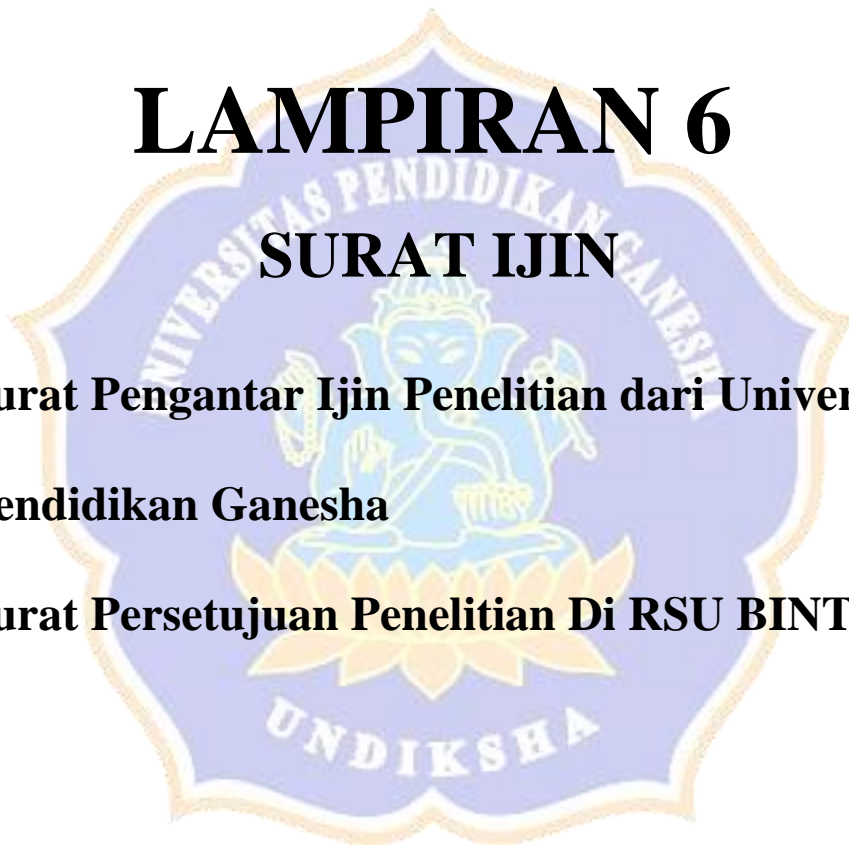 LAMPIRAN 6
UNIVERSITAS PENDIDIKAN GANESHA
SURAT IJIN
urat Pengantar Ijin Penelitian dari Univer
endidikan Ganesha
urat Persetujuan Penelitian Di RSU BINT
UNDIKSHA